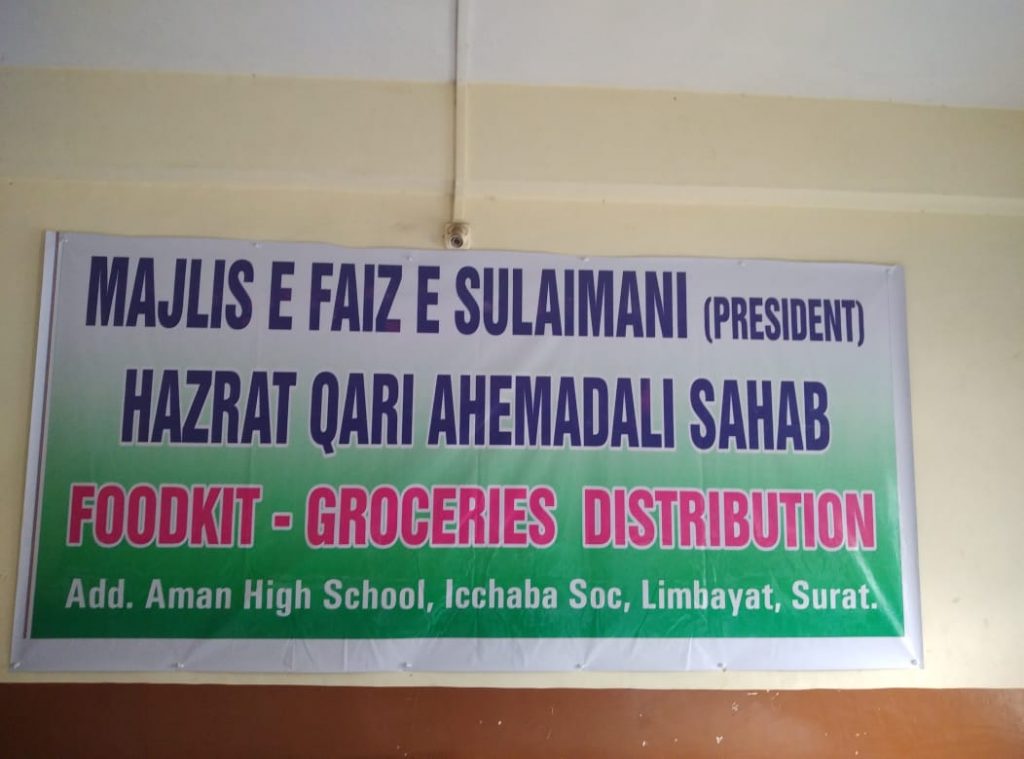 MAJLIS E FAIZ E SULAIMANI (PRESIDENT)
HAZRAT QARI AHEMADALI SAHAB
FOODKIT - GROCERIES DISTRIBUTION
Add. Aman High School, Icchaba Soc, Limbayat, Surat.